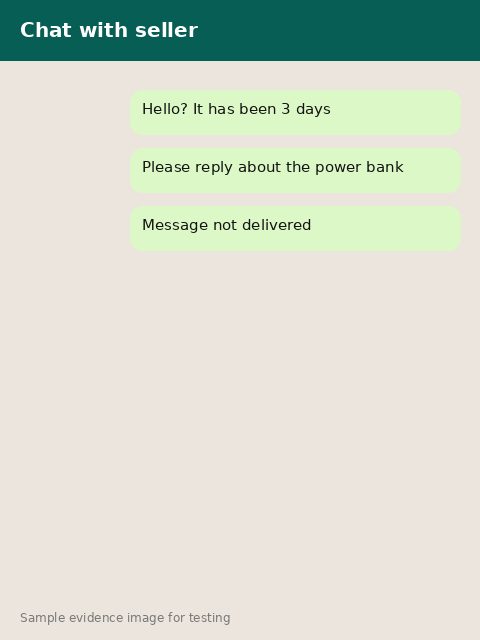 Chat with seller
Hello? It has been 3 days
Please reply about the power bank
Message not delivered
Sample evidence image for testing